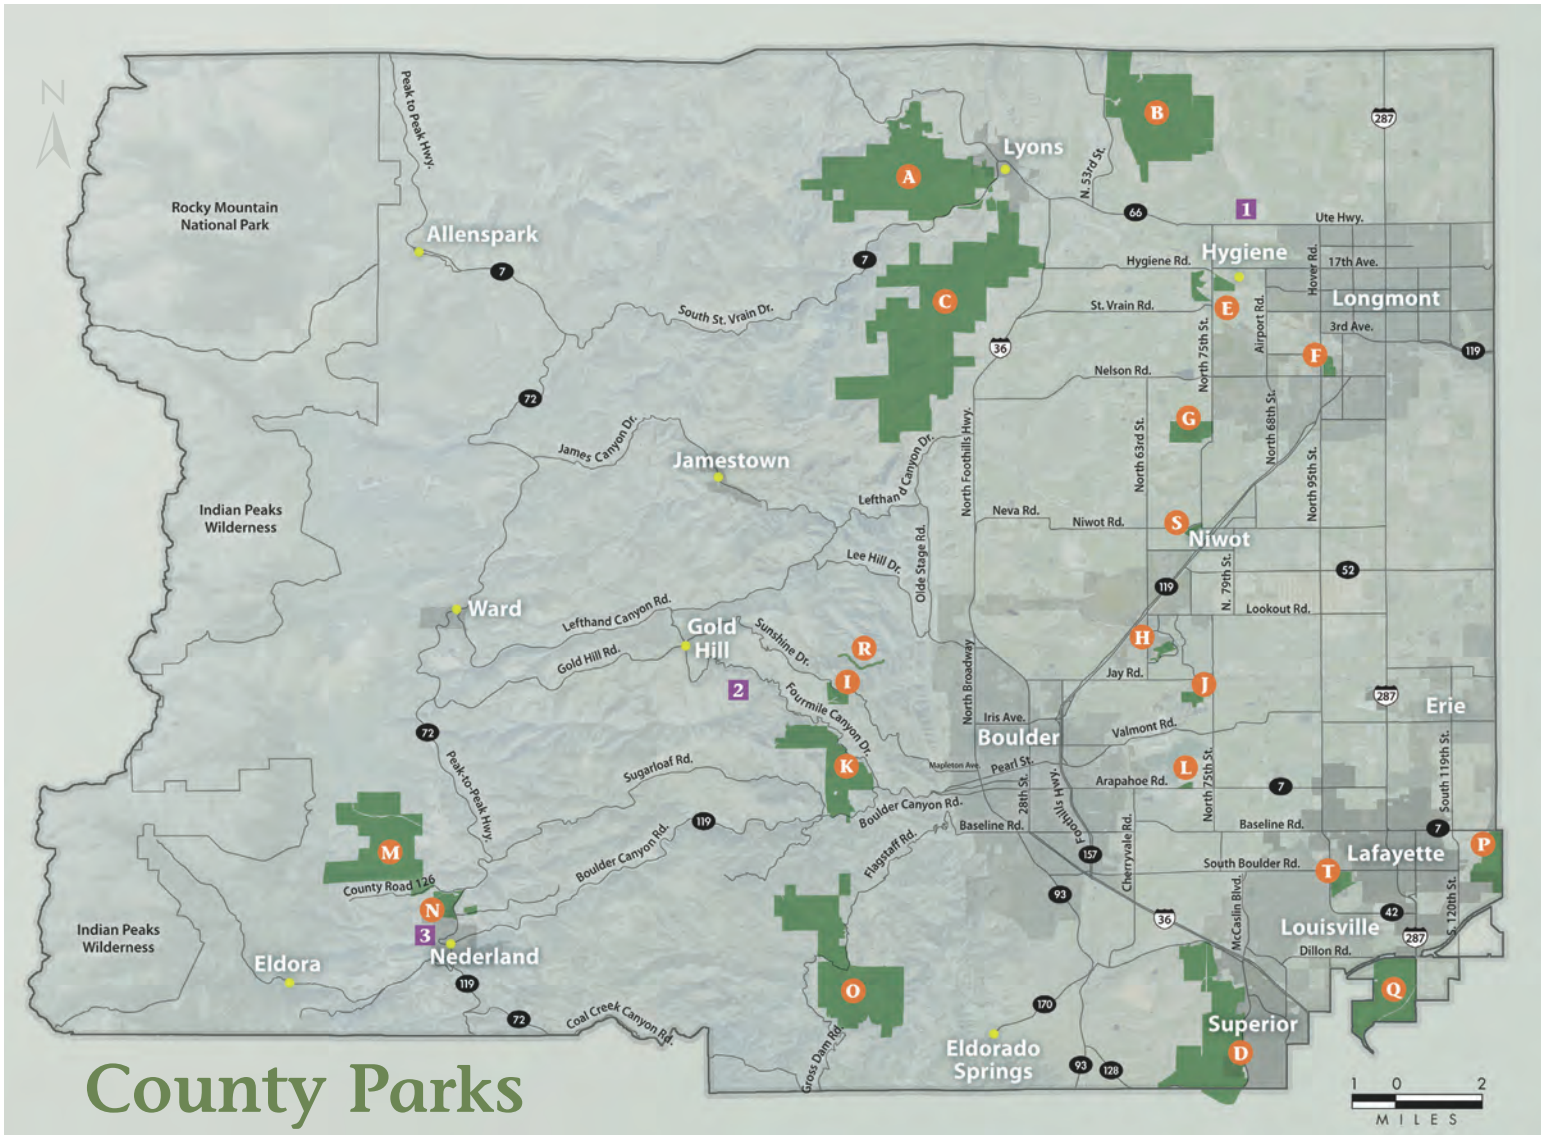 N
Peak to Peak Hwy.
B
287
Lyons
N. 53rd St.
A
Rocky Mountain
National Park
66
1
Ute Hwy.
Allenspark
Hygiene
7
7
Hygiene Rd.
Hover Rd.
17th Ave.
C
Longmont
South St. Vrain Dr.
St. Vrain Rd.
E
Airport Rd.
3rd Ave.
36
North 75th St.
F
119
Nelson Rd.
72
G
James Canyon Dr.
North Foothills Hwy.
North 63rd St.
North 68th St.
Jamestown
Lefthand Canyon Dr.
North 95th St.
Indian Peaks
Wilderness
Neva Rd.
Niwot Rd.
S
Niwot
Olde Stage Rd.
Lee Hill Dr.
52
119
N. 79th St.
Ward
Lefthand Canyon Rd.
Lookout Rd.
Gold
Hill
Sunshine Dr.
R
H
Gold Hill Rd.
Jay Rd.
2
I
J
North Broadway
287
Erie
Fourmile Canyon Dr.
Iris Ave.
72
Boulder
Valmont Rd.
Peak-to-Peak Hwy.
Sugarloaf Rd.
K
Mapleton Ave.
Pearl St.
L
Arapahoe Rd.
North 75th St.
7
South 119th St.
28th St.
Foothills Hwy.
Boulder Canyon Rd.
119
Baseline Rd.
Baseline Rd.
7
Flagstaff Rd.
Cherryvale Rd.
M
Boulder Canyon Rd.
157
South Boulder Rd.
Lafayette
P
T
County Road 126
McCaslin Blvd.
S. 120th St.
93
N
36
42
Indian Peaks
Wilderness
3
Louisville
287
Nederland
Dillon Rd.
Eldora
119
O
Q
170
72
Coal Creek Canyon Rd.
Superior
Gross Dam Rd.
Eldorado
Springs
D
93
128
County Parks
1
0
2
MILES